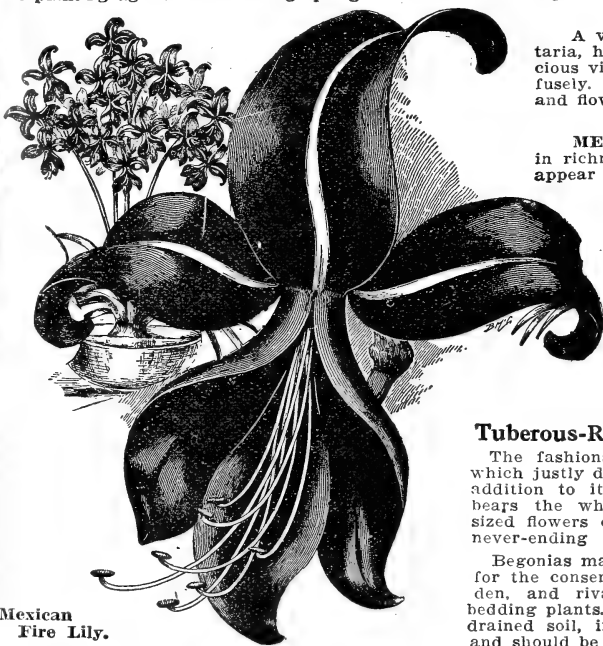 A v
taria, h
cious vi
fusely.
and flov
ME
in richn
appear
B.M.C.
Tuberous-R
The fashion
which justly d
addition to it
bears the wh
sized flowers
never-ending
Begonias ma
for the conser
den, and riva
bedding plants.
drained soil, i
and should be
Mexican
Fire Lily.